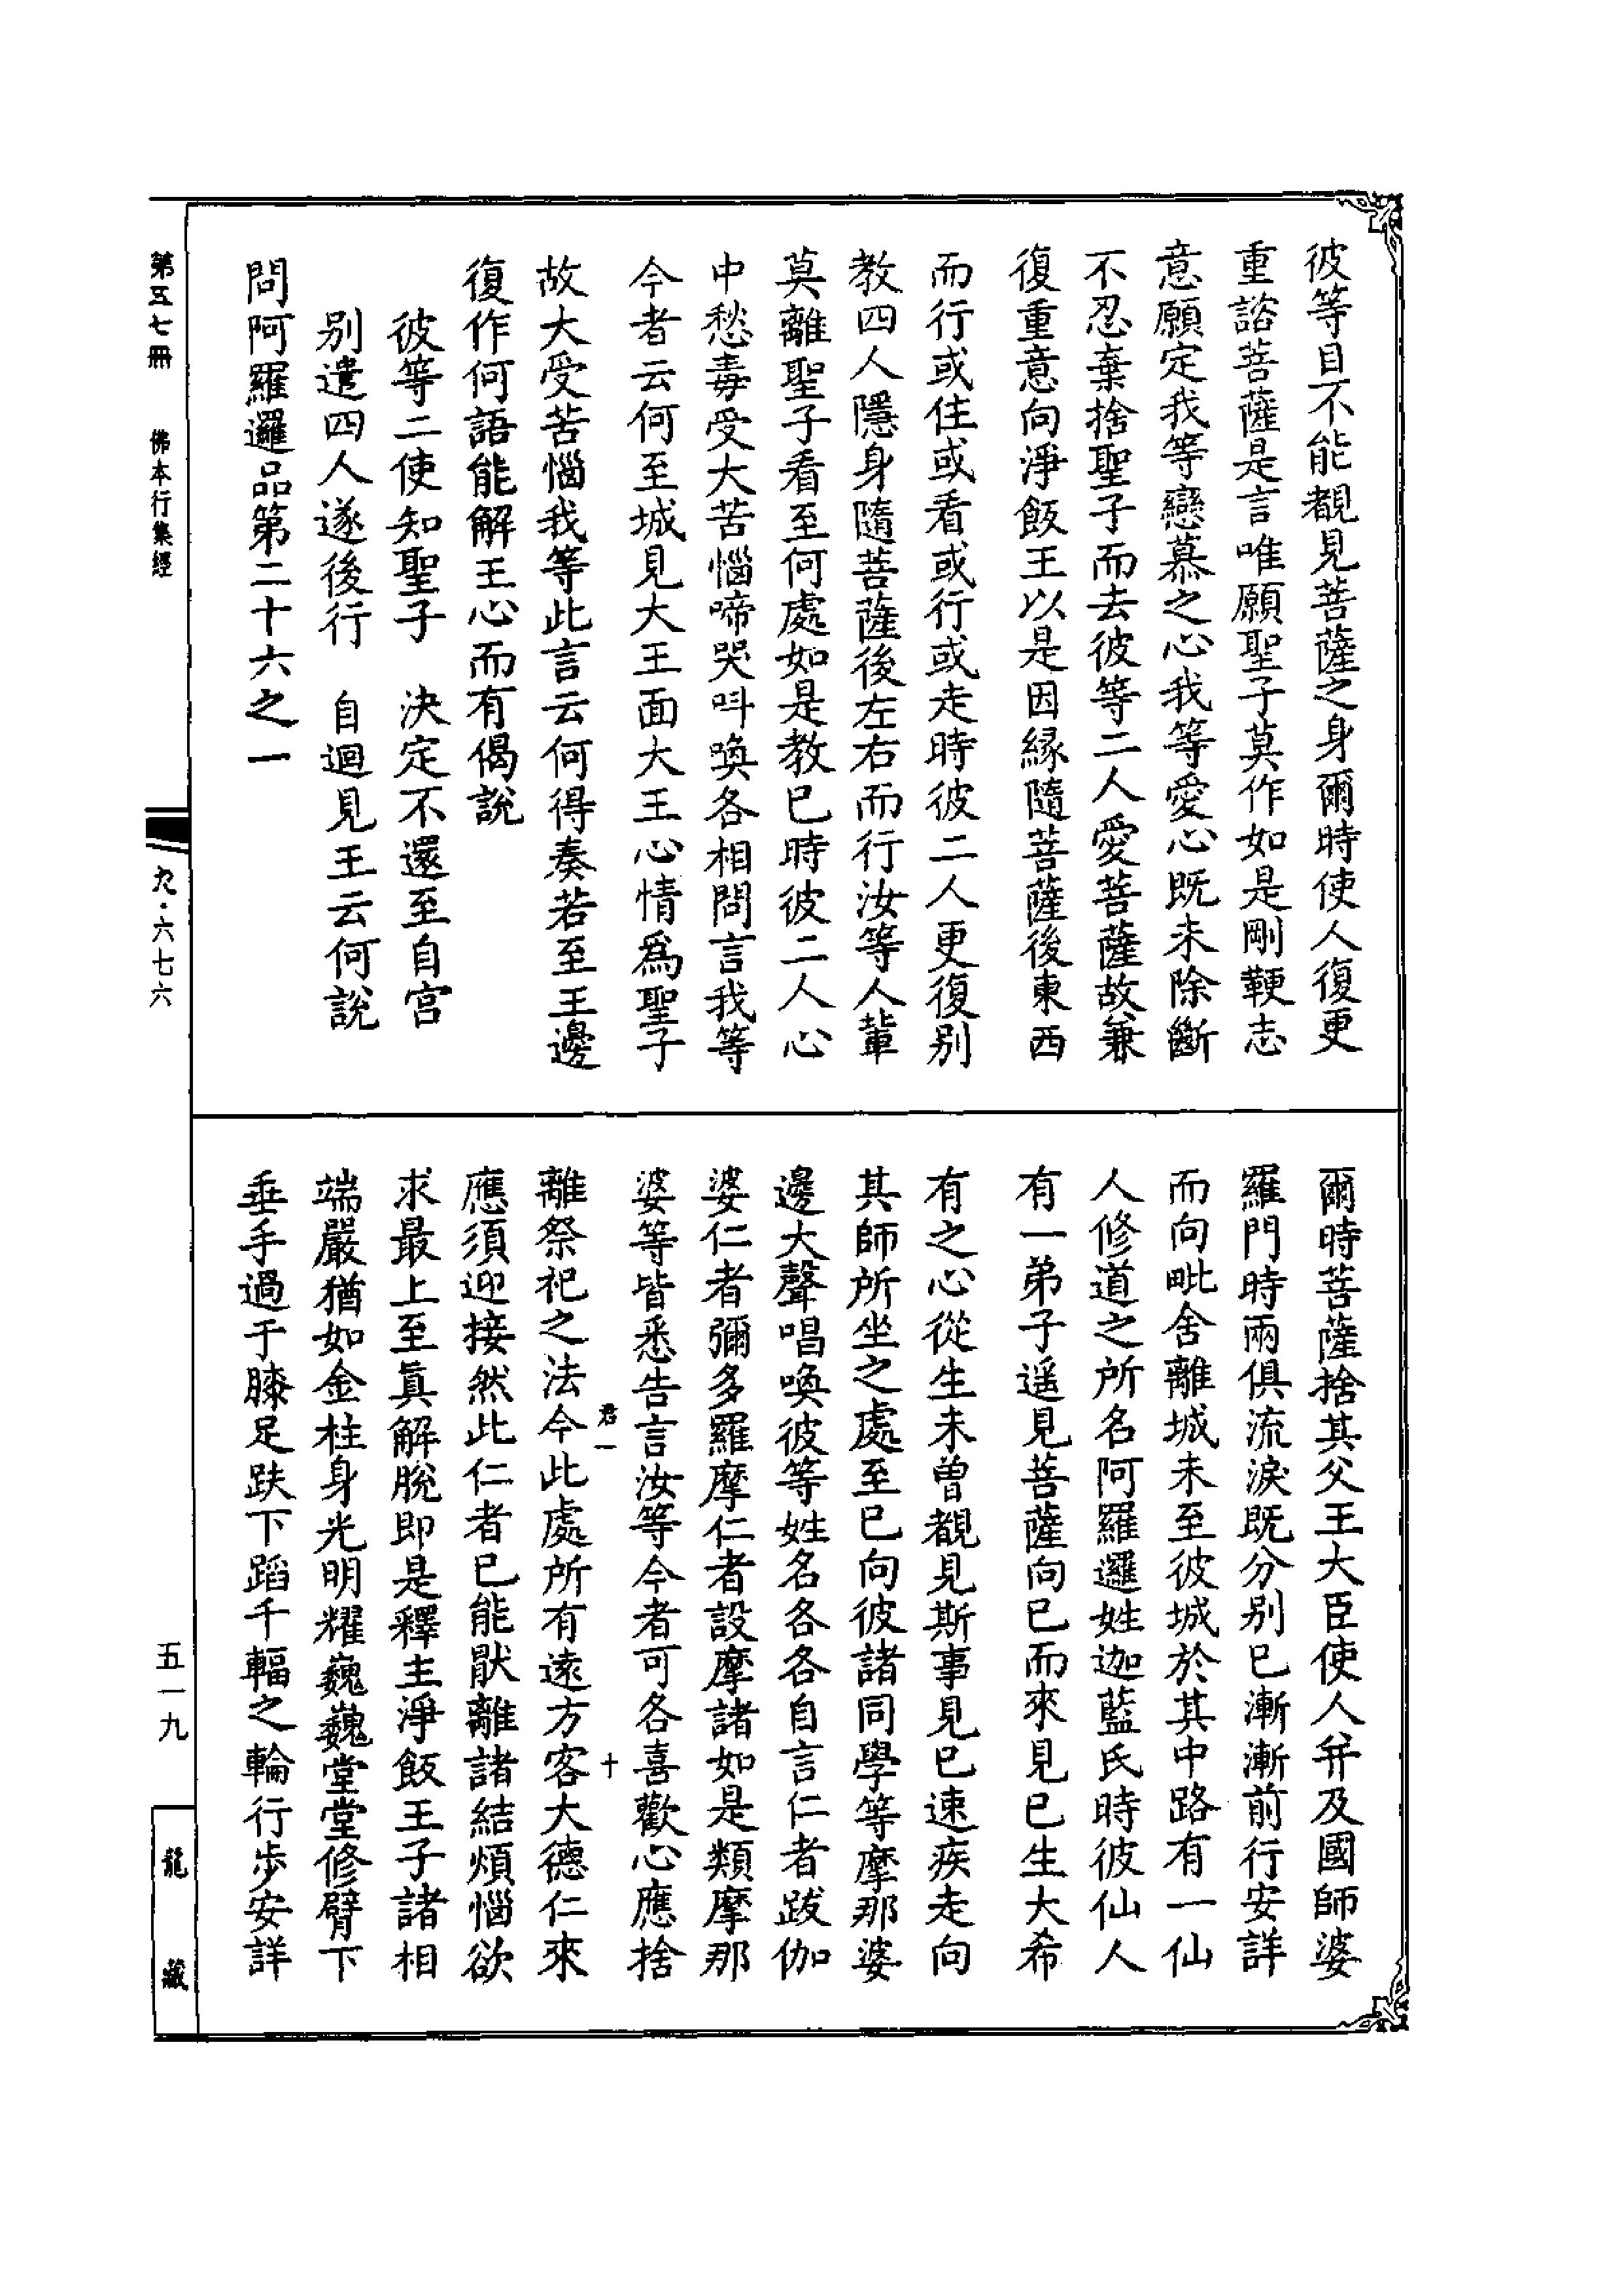 彼等目不能覩見菩薩之身爾時使人復更
重諮菩薩是言唯願聖子莫作如是剛鞕志
意願定我等戀慕之心我等愛心既未除斷
不忍棄捨聖子而去彼等二人愛菩薩故兼
復重意向淨飯王以是因緣隨菩薩後東西
而行或住或看或行或走時彼二人更復别
教四人隱身隨菩薩後左右而行汝等人輩
莫離聖子看至何處如是教已時彼二人心
中愁毒受大苦惱啼哭呌喚各相問言我等
今者云何至城見大王面大王心情爲聖子
故大受苦惱我等此言云何得奏若至王邊
復作何語能解王心而有偈說
彼等二使知聖子　決定不還至自宮
别遣四人遂後行　自迴見王云何說
問阿羅邏品第二十六之一
爾時菩薩捨其父王大臣使人并及國師婆
羅門時兩俱流淚既分别已漸漸前行安詳
而向毗舍離城未至彼城於其中路有一仙
人修道之所名阿羅邏姓迦藍氏時彼仙人
有一弟子遥見菩薩向已而來見已生大希
有之心從生未曾覩見斯事見已速疾走向
其師所坐之處至已向彼諸同學等摩那婆
邊大聲唱喚彼等姓名各各自言仁者跋伽
婆仁者彌多羅摩仁者設摩諸如是類摩那
婆等皆悉告言汝等今者可各喜歡心應捨
離祭祀之法今此處所有遠方客大德仁來
應須迎接然此仁者已能猒離諸結煩惱欲
求最上至眞解脫即是釋主淨飯王子諸相
端嚴猶如金柱身光明耀巍巍堂堂修臂下
垂手過于膝足趺下蹈千輻之輪行步安詳
君一
十
第五七冊　佛本行集經
九·六七六
五一九
龍藏